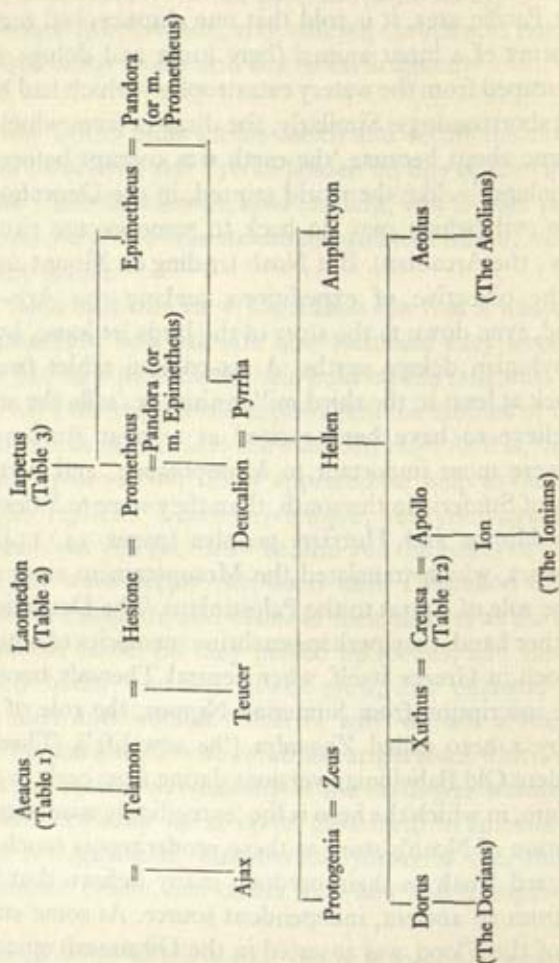 Aeacus Laomedon Iapetus
(Table 1) (Table 2) (Table 3)
= Telamon = Hesione = Prometheus Epimetheus = Pandora
=Pandora (or (or m.
m. Epimetheus) Prometheus)
Ajax Teucer Deucation = Pyrrha
Protogenia = Zeus Hellen Amphictyon
Dorus Xuthus = Creusa = Apollo Aeolus
(Table 12)
(The Dorians) Ion (The Aeolians)
(The Ionians)